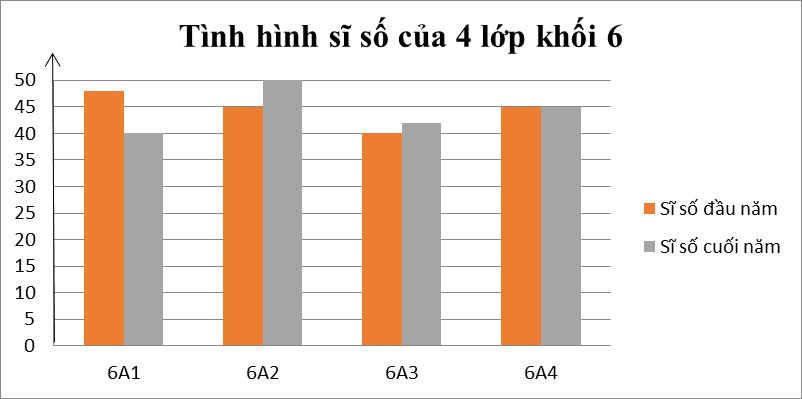 Tình hình sĩ số của 4 lớp khối 6
50
45
40
35
30
25
20
15
10
5
0
6A1 6A2 6A3 6A4
Sĩ số đầu năm
Sĩ số cuối năm